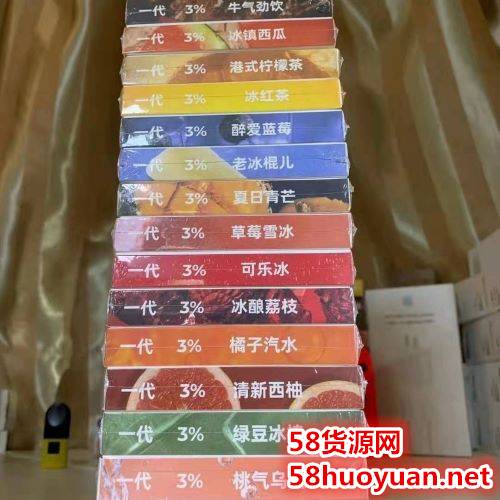 一代 3% 牛气劲饮
一代 3% 冰镇西瓜
一代 3% 港式柠檬茶
一代 3% 冰红茶
一代 3% 醉爱蓝莓
一代 3% 老冰棍儿
一代 3% 夏日青芒
一代 3% 草莓雪冰
一代 3% 可乐冰
一代 3% 冰酿荔枝
一代 3% 橘子汽水
一代 3% 清新西柚
一代 3% 绿豆冰
一代 3% 桃气乌
58货源网
58huoyuan.net